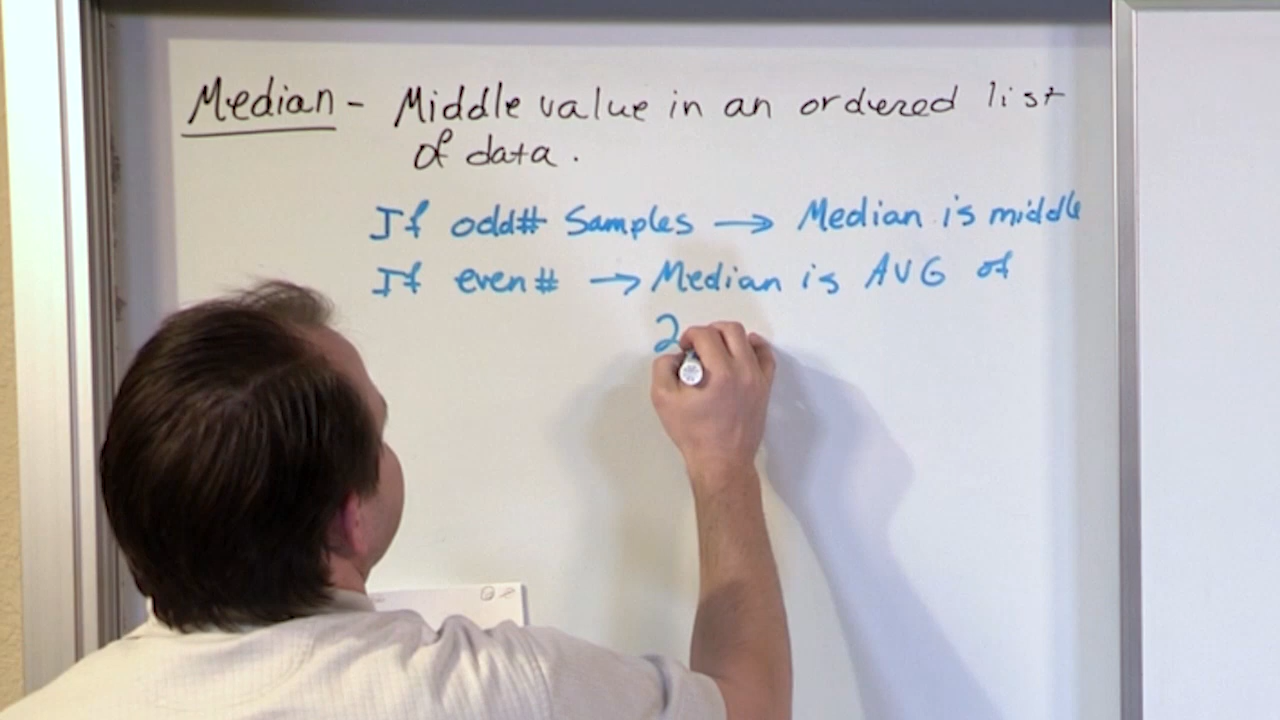 Median - Middle value in an ordered list
of data.
If odd# Samples → Median is middle
If even# → Median is AVG of
2